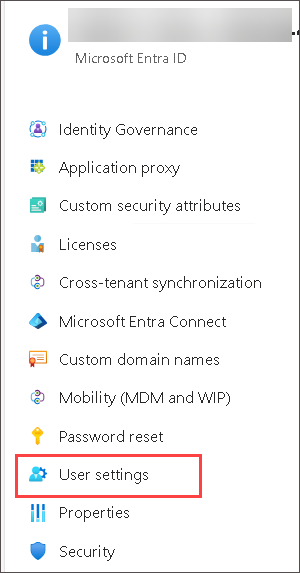 Microsoft Entra ID
Identity Governance
Application proxy
Custom security attributes
Licenses
Cross-tenant synchronization
Microsoft Entra Connect
Custom domain names
Mobility (MDM and WIP)
Password reset
User settings
Properties
Security